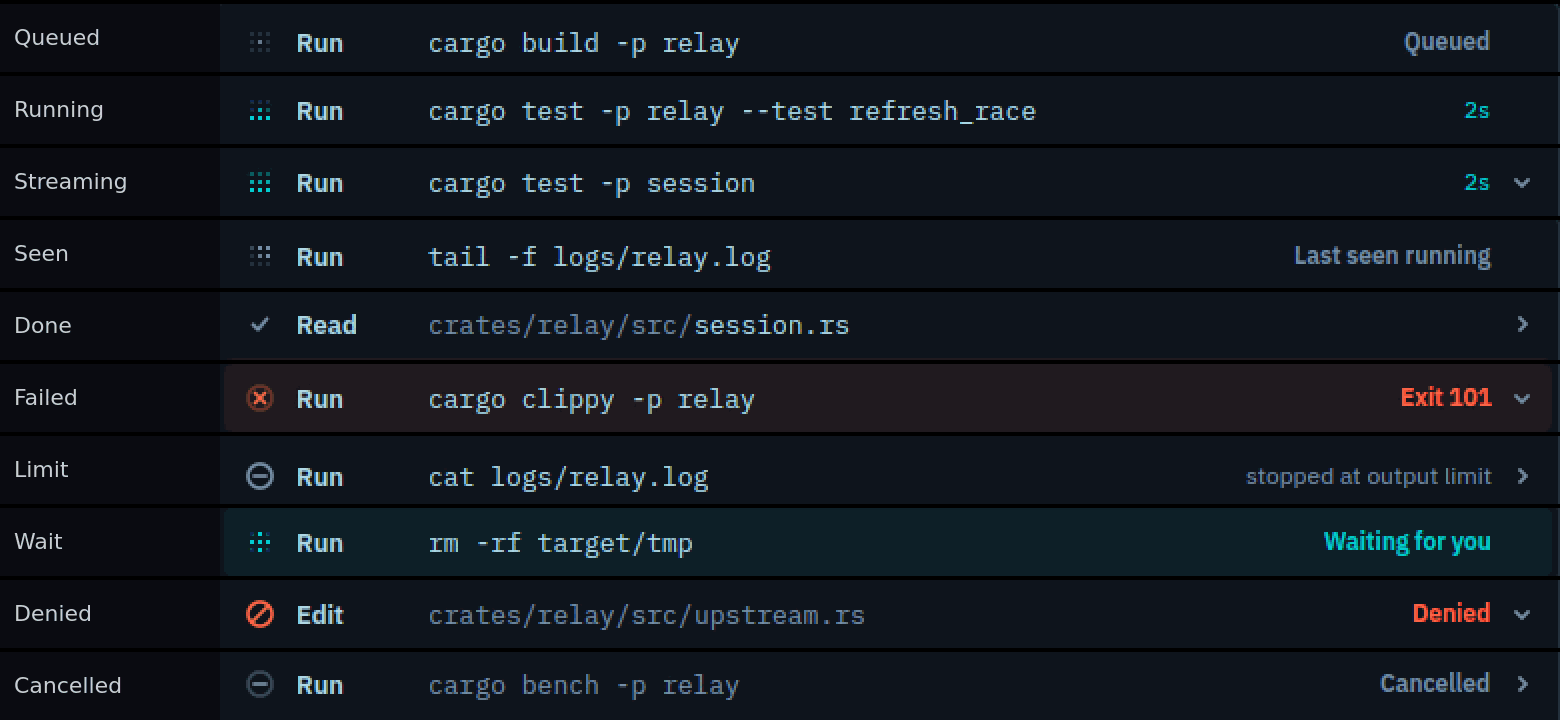 Queued Run cargo build -p relay Queued
Running Run cargo test -p relay --test refresh_race 2s
Streaming Run cargo test -p session 2s
Seen Run tail -f logs/relay.log Last seen running
Done Read crates/relay/src/session.rs
Failed Run cargo clippy -p relay Exit 101
Limit Run cat logs/relay.log stopped at output limit
Wait Run rm -rf target/tmp Waiting for you
Denied Edit crates/relay/src/upstream.rs Denied
Cancelled Run cargo bench -p relay Cancelled